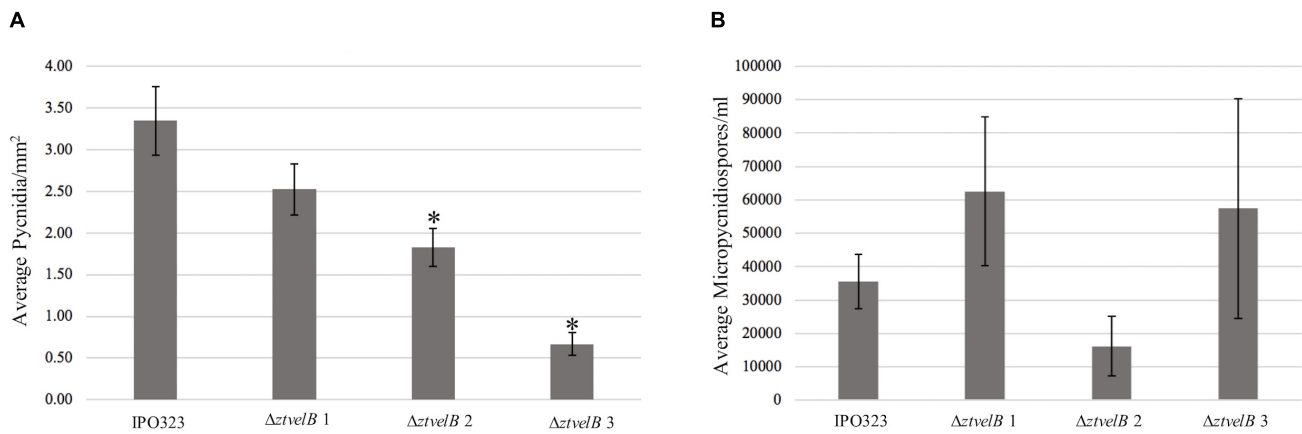 A
4.00
3.50
3.00
2.50
2.00
1.50
1.00
0.50
0.00
Average Pycnidia/mm²
*
*
IPO323
ΔztvelB 1
ΔztvelB 2
ΔztvelB 3
B
100000
90000
80000
70000
60000
50000
40000
30000
20000
10000
0
Average Micropycnidiospores/ml
IPO323
ΔztvelB 1
ΔztvelB 2
ΔztvelB 3